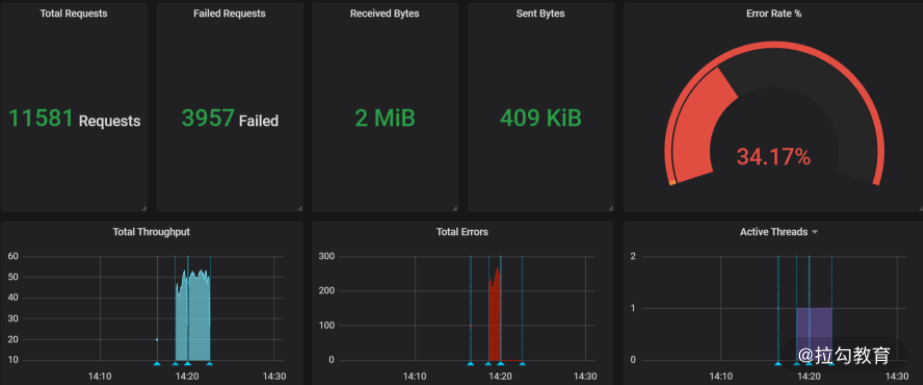 Total Requests
Failed Requests
Received Bytes
Sent Bytes
Error Rate %
11581 Requests
3957 Failed
2 MiB
409 KiB
34.17%
Total Throughput
60
50
40
30
20
10
14:10
14:20
14:30
Total Errors
300
200
100
0
14:10
14:20
14:30
Active Threads
2
1
0
14:10
14:20
14:30
@拉勾教育